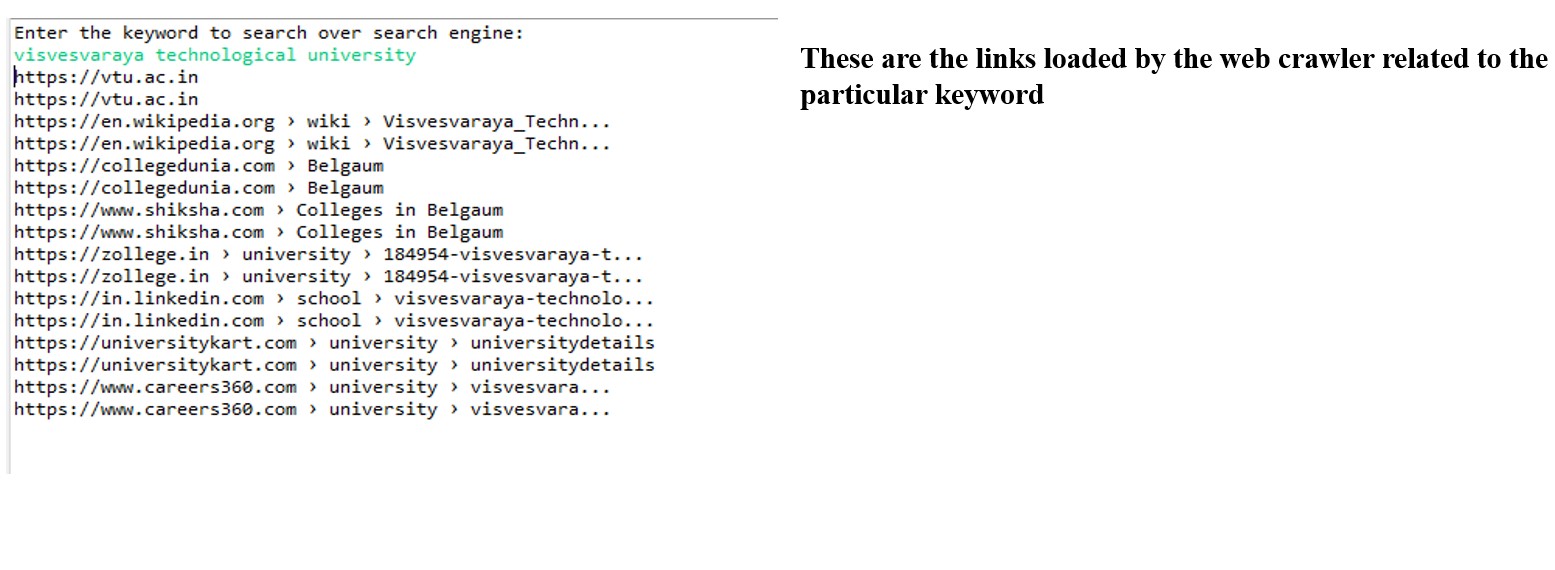 Enter the keyword to search over search engine:
visvesvaraya technological university
https://vtu.ac.in
https://vtu.ac.in
https://en.wikipedia.org › wiki › Visvesvaraya_Techn...
https://en.wikipedia.org › wiki › Visvesvaraya_Techn...
https://collegedunia.com › Belgaum
https://collegedunia.com › Belgaum
https://www.shiksha.com › Colleges in Belgaum
https://www.shiksha.com › Colleges in Belgaum
https://zollege.in › university › 184954-visvesvaraya-t...
https://zollege.in › university › 184954-visvesvaraya-t...
https://in.linkedin.com › school › visvesvaraya-technolo...
https://in.linkedin.com › school › visvesvaraya-technolo...
https://universitykart.com › university › universitydetails
https://universitykart.com › university › universitydetails
https://www.careers360.com › university › visvesvara...
https://www.careers360.com › university › visvesvara...
These are the links loaded by the web crawler related to the
particular keyword